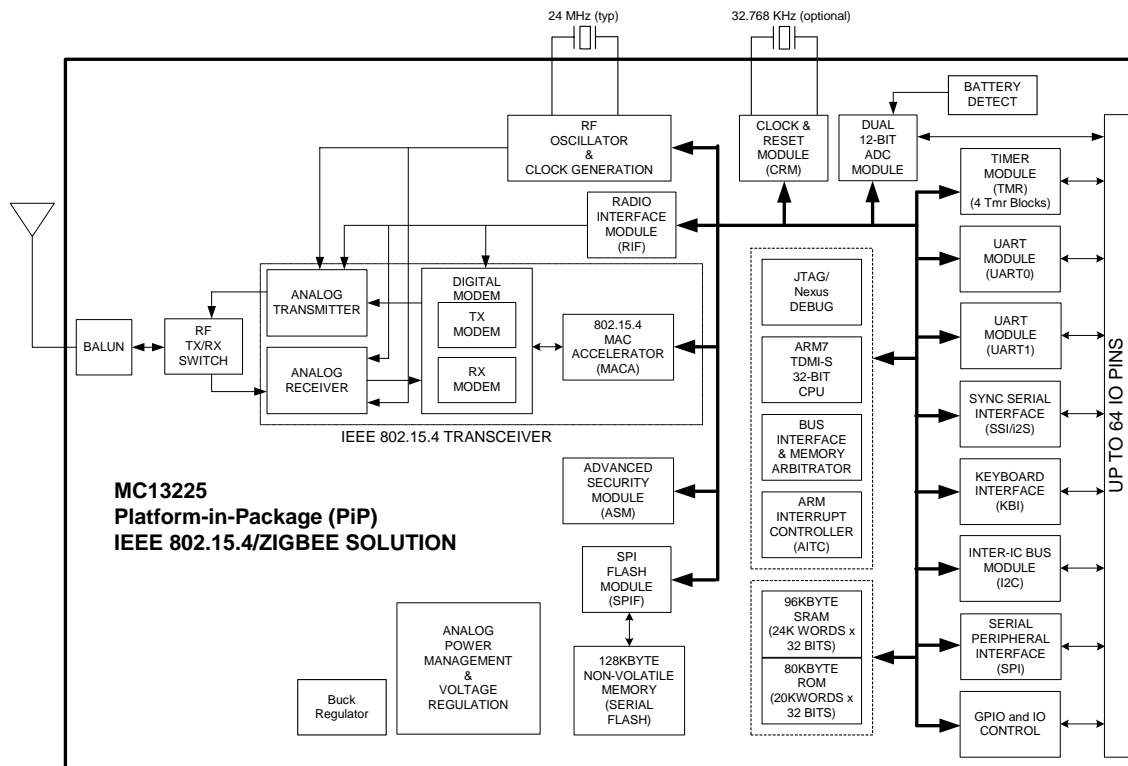 24 MHz (typ)
32.768 KHz (optional)
BATTERY
DETECT
RF
OSCILLATOR
&
CLOCK GENERATION
CLOCK &
RESET
MODULE
(CRM)
DUAL
12-BIT
ADC
MODULE
TIMER
MODULE
(TMR)
(4 Tmr Blocks)
RADIO
INTERFACE
MODULE
(RIF)
UART
MODULE
(UART0)
JTAG/
Nexus
DEBUG
ANALOG
TRANSMITTER
DIGITAL
MODEM
TX
MODEM
RX
MODEM
802.15.4
MAC
ACCELERATOR
(MACA)
UART
MODULE
(UART1)
BALUN
RF
TX/RX
SWITCH
ANALOG
RECEIVER
ARM7
TDMI-S
32-BIT
CPU
IEEE 802.15.4 TRANSCEIVER
SYNC SERIAL
INTERFACE
(SSI/i2S)
BUS
INTERFACE
& MEMORY
ARBITRATOR
UP TO 64 IO PINS
MC13225
Platform-in-Package (PiP)
IEEE 802.15.4/ZIGBEE SOLUTION
ADVANCED
SECURITY
MODULE
(ASM)
KEYBOARD
INTERFACE
(KBI)
ARM
INTERRUPT
CONTROLLER
(AITC)
SPI
FLASH
MODULE
(SPIF)
INTER-IC BUS
MODULE
(I2C)
96KBYTE
SRAM
(24K WORDS x
32 BITS)
SERIAL
PERIPHERAL
INTERFACE
(SPI)
ANALOG
POWER
MANAGEMENT
&
VOLTAGE
REGULATION
128KBYTE
NON-VOLATILE
MEMORY
(SERIAL
FLASH)
80KBYTE
ROM
(20KWORDS x
32 BITS)
Buck
Regulator
GPIO and IO
CONTROL